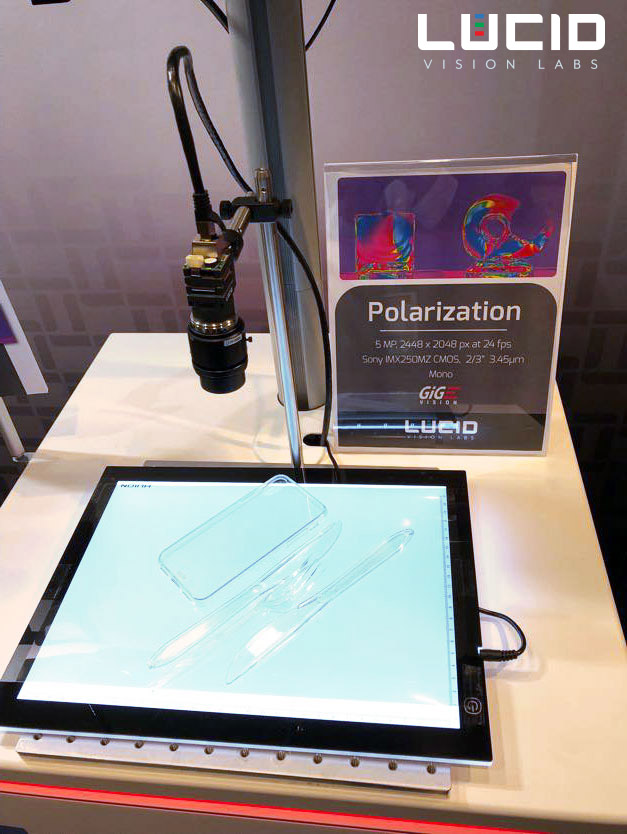 LUCID
VISION LABS
Polarization
5 MP, 2448 x 2048 px at 24 fps
Sony IMX250MZ CMOS, 2/3" 3.45µm
Mono
GiGE
VISION
LUCID
VISION LABS
HUION